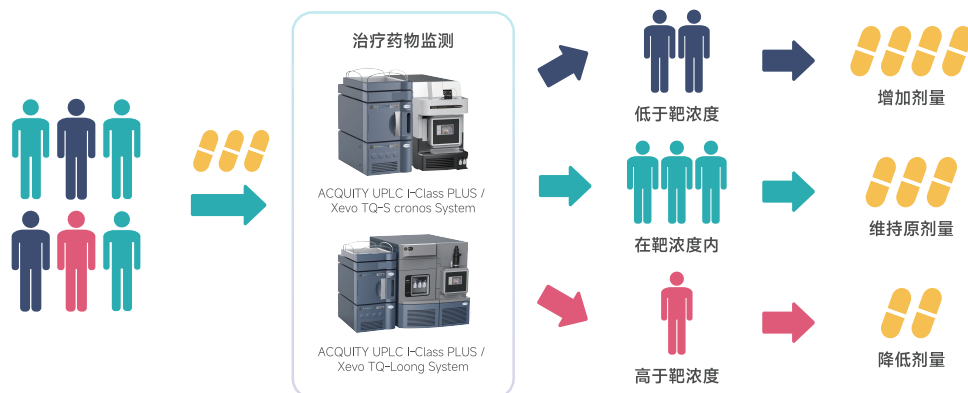 治疗药物监测
ACQUITY UPLC I-Class PLUS /
Xevo TQ-S cronos System
ACQUITY UPLC I-Class PLUS /
Xevo TQ-Loong System
低于靶浓度
增加剂量
在靶浓度内
维持原剂量
高于靶浓度
降低剂量